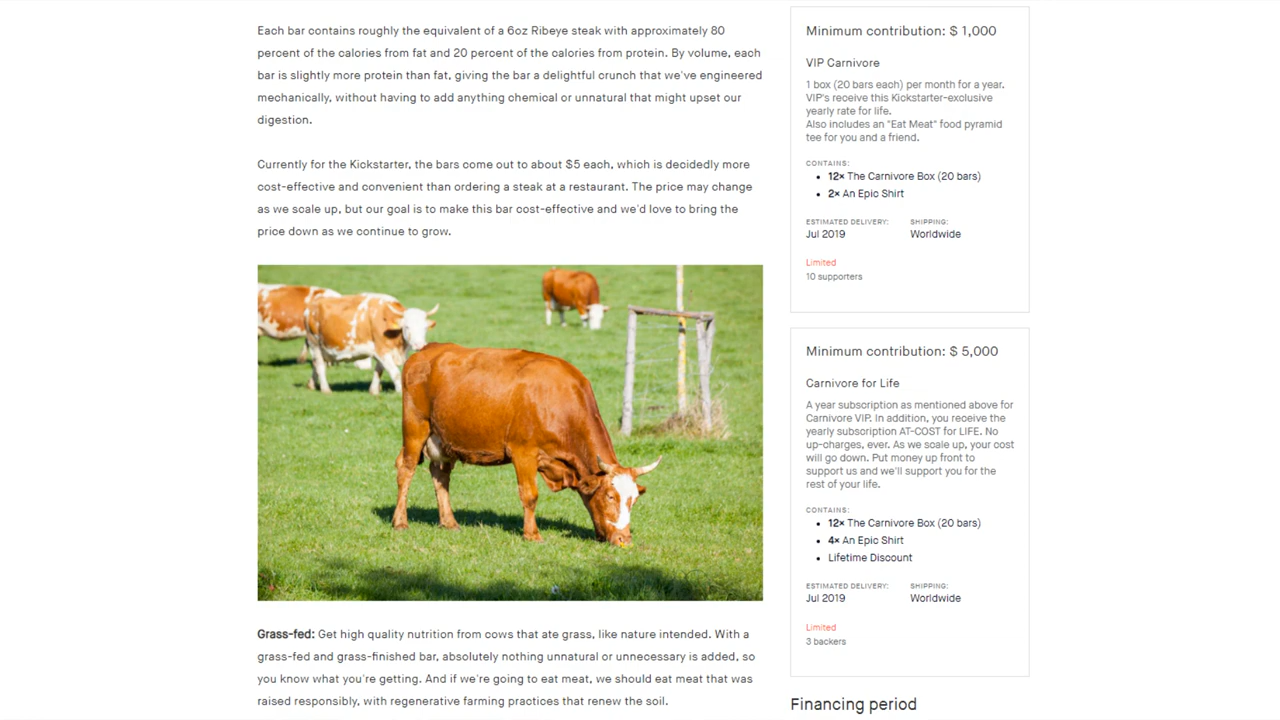 Each bar contains roughly the equivalent of a 6oz Ribeye steak with approximately 80
percent of the calories from fat and 20 percent of the calories from protein. By volume, each
bar is slightly more protein than fat, giving the bar a delightful crunch that we've engineered
mechanically, without having to add anything chemical or unnatural that might upset our
digestion.
Currently for the Kickstarter, the bars come out to about $5 each, which is decidedly more
cost-effective and convenient than ordering a steak at a restaurant. The price may change
as we scale up, but our goal is to make this bar cost-effective and we'd love to bring the
price down as we continue to grow.
Grass-fed: Get high quality nutrition from cows that ate grass, like nature intended. With a
grass-fed and grass-finished bar, absolutely nothing unnatural or unnecessary is added, so
you know what you're getting. And if we're going to eat meat, we should eat meat that was
raised responsibly, with regenerative farming practices that renew the soil.
Minimum contribution: $ 1,000
VIP Carnivore
1 box (20 bars each) per month for a year.
VIP's receive this Kickstarter-exclusive
yearly rate for life.
Also includes an "Eat Meat" food pyramid
tee for you and a friend.
CONTAINS:
• 12× The Carnivore Box (20 bars)
• 2× An Epic Shirt
ESTIMATED DELIVERY: SHIPPING:
Jul 2019 Worldwide
Limited
10 supporters
Minimum contribution: $ 5,000
Carnivore for Life
A year subscription as mentioned above for
Carnivore VIP. In addition, you receive the
yearly subscription AT-COST for LIFE. No
up-charges, ever. As we scale up, your cost
will go down. Put money up front to
support us and we'll support you for the
rest of your life.
CONTAINS:
• 12× The Carnivore Box (20 bars)
• 4× An Epic Shirt
• Lifetime Discount
ESTIMATED DELIVERY: SHIPPING:
Jul 2019 Worldwide
Limited
3 backers
Financing period